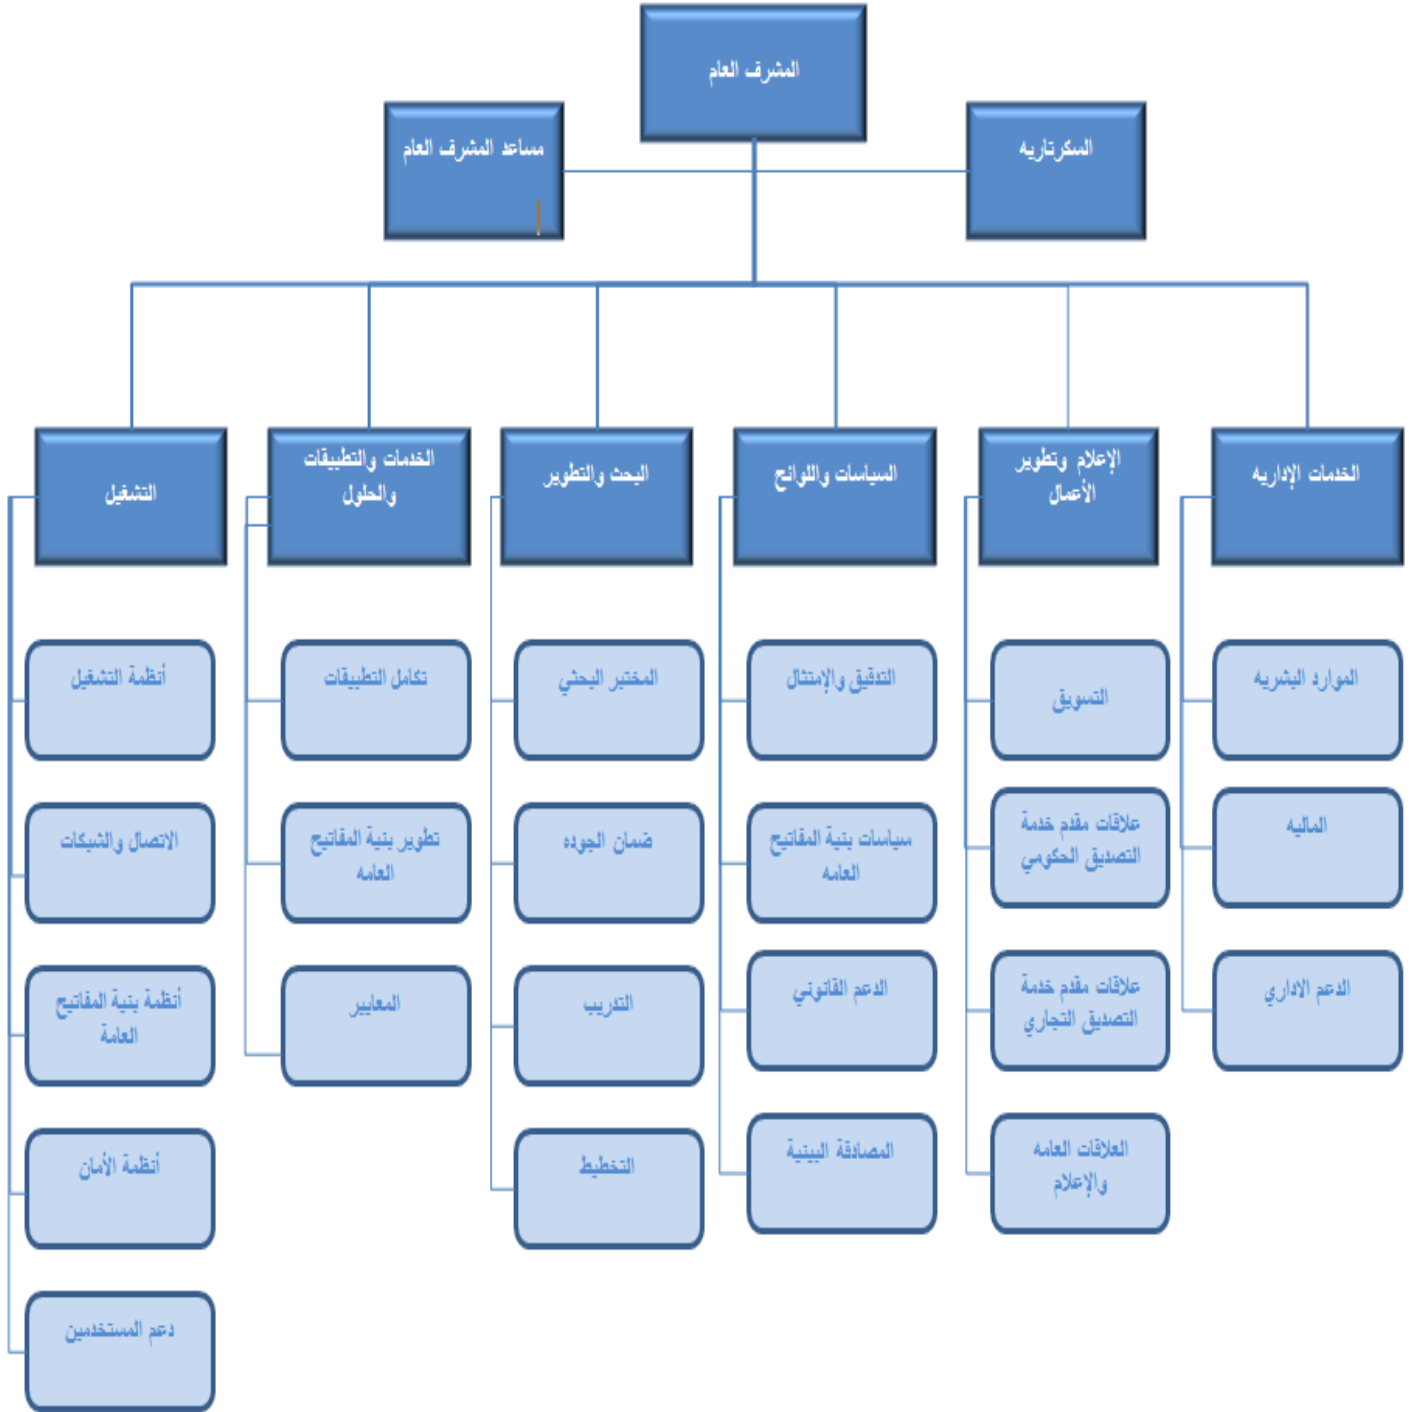 المشرف العام
السكرتاريه
مساعد المشرف العام
الخدمات الإداريه
الإعلام وتطوير
الأعمال
السياسات واللوائح
البحث والتطوير
الخدمات والتطبيقات
والحلول
التشغيل
الموارد البشريه
الماليه
الدعم الاداري
التسويق
علاقات مقدم خدمة
التصديق الحكومي
علاقات مقدم خدمة
التصديق التجاري
العلاقات العامه
والإعلام
التدقيق والإمتثال
سياسات بنية المفاتيح
العامه
الدعم القانوني
المصادقة البينية
المختبر البحثي
ضمان الجوده
التدريب
التخطيط
تكامل التطبيقات
تطوير بنية المفاتيح
العامه
المعايير
أنظمة التشغيل
الاتصال والشبكات
أنظمة بنية المفاتيح
العامة
أنظمة الأمان
دعم المستخدمين